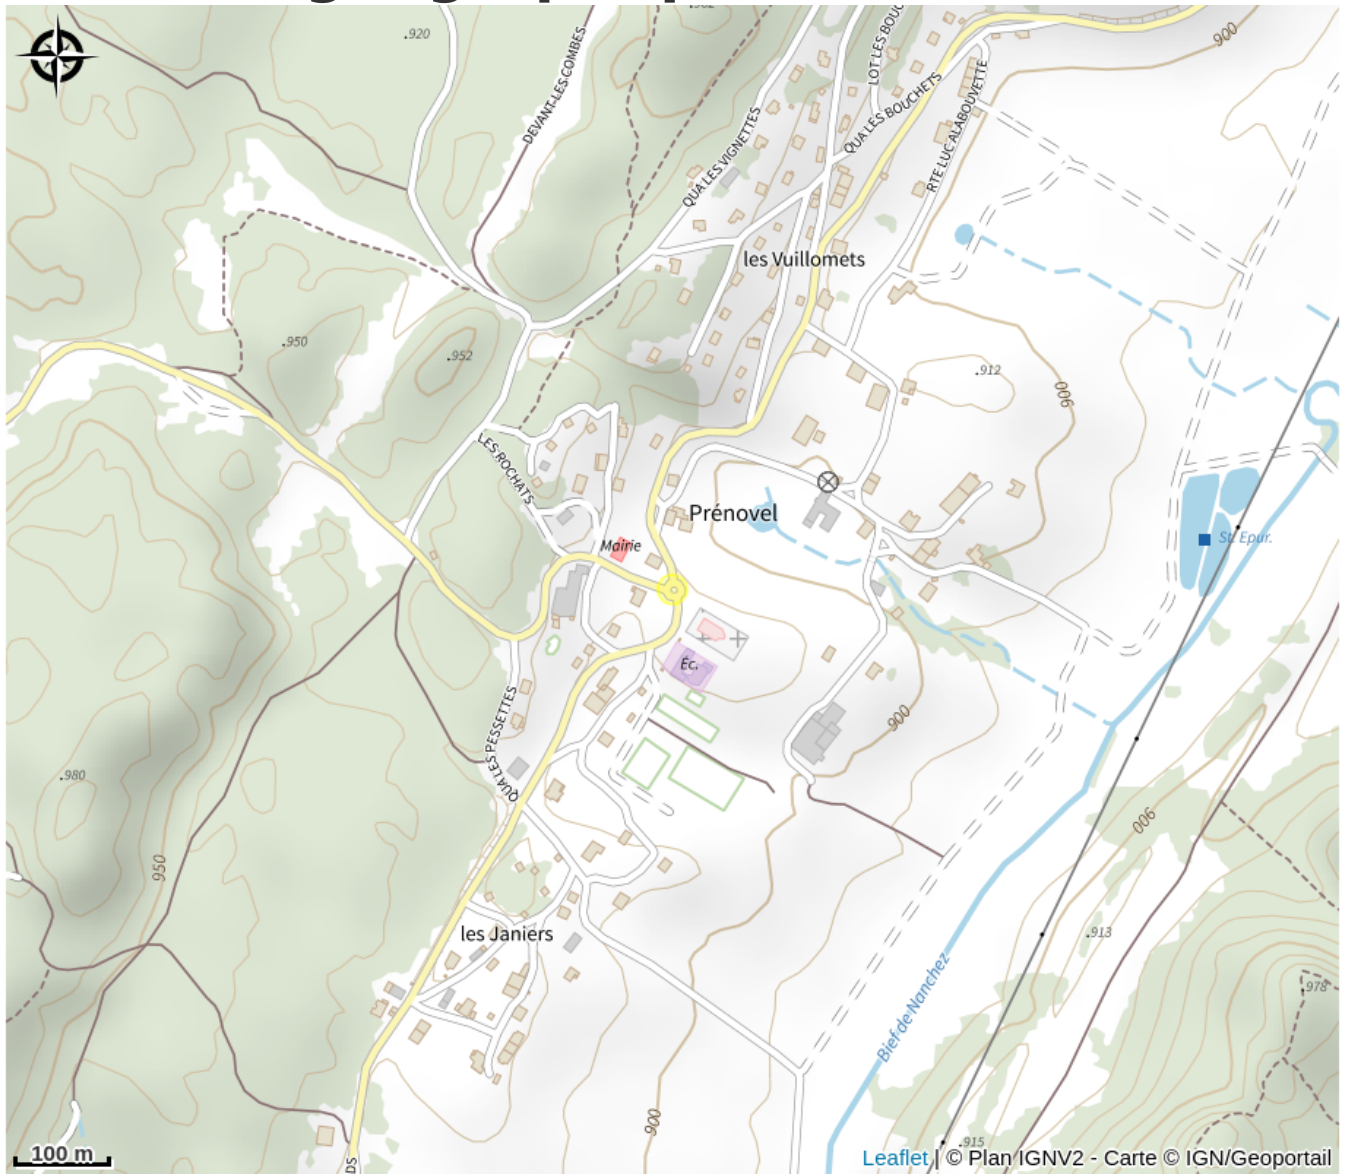 .920
DEVANT-LES-COMBES
LOT LES BOUC
900
QUA LES BOUCHETS
QUA LES VIGNETTES
RTE LUC ALABOUVETTE
les Vuillomets
.950
.952
.912
900
LES ROCHATS
Prénovel
Mairie
St. Epur.
Éc.
QUA LES PESSETTES
900
.980
900
950
les Janiers
.913
Bief de Nanchez
.978
900
.915
100 m
DS
Leaflet | © Plan IGNV2 - Carte © IGN/Geoportail